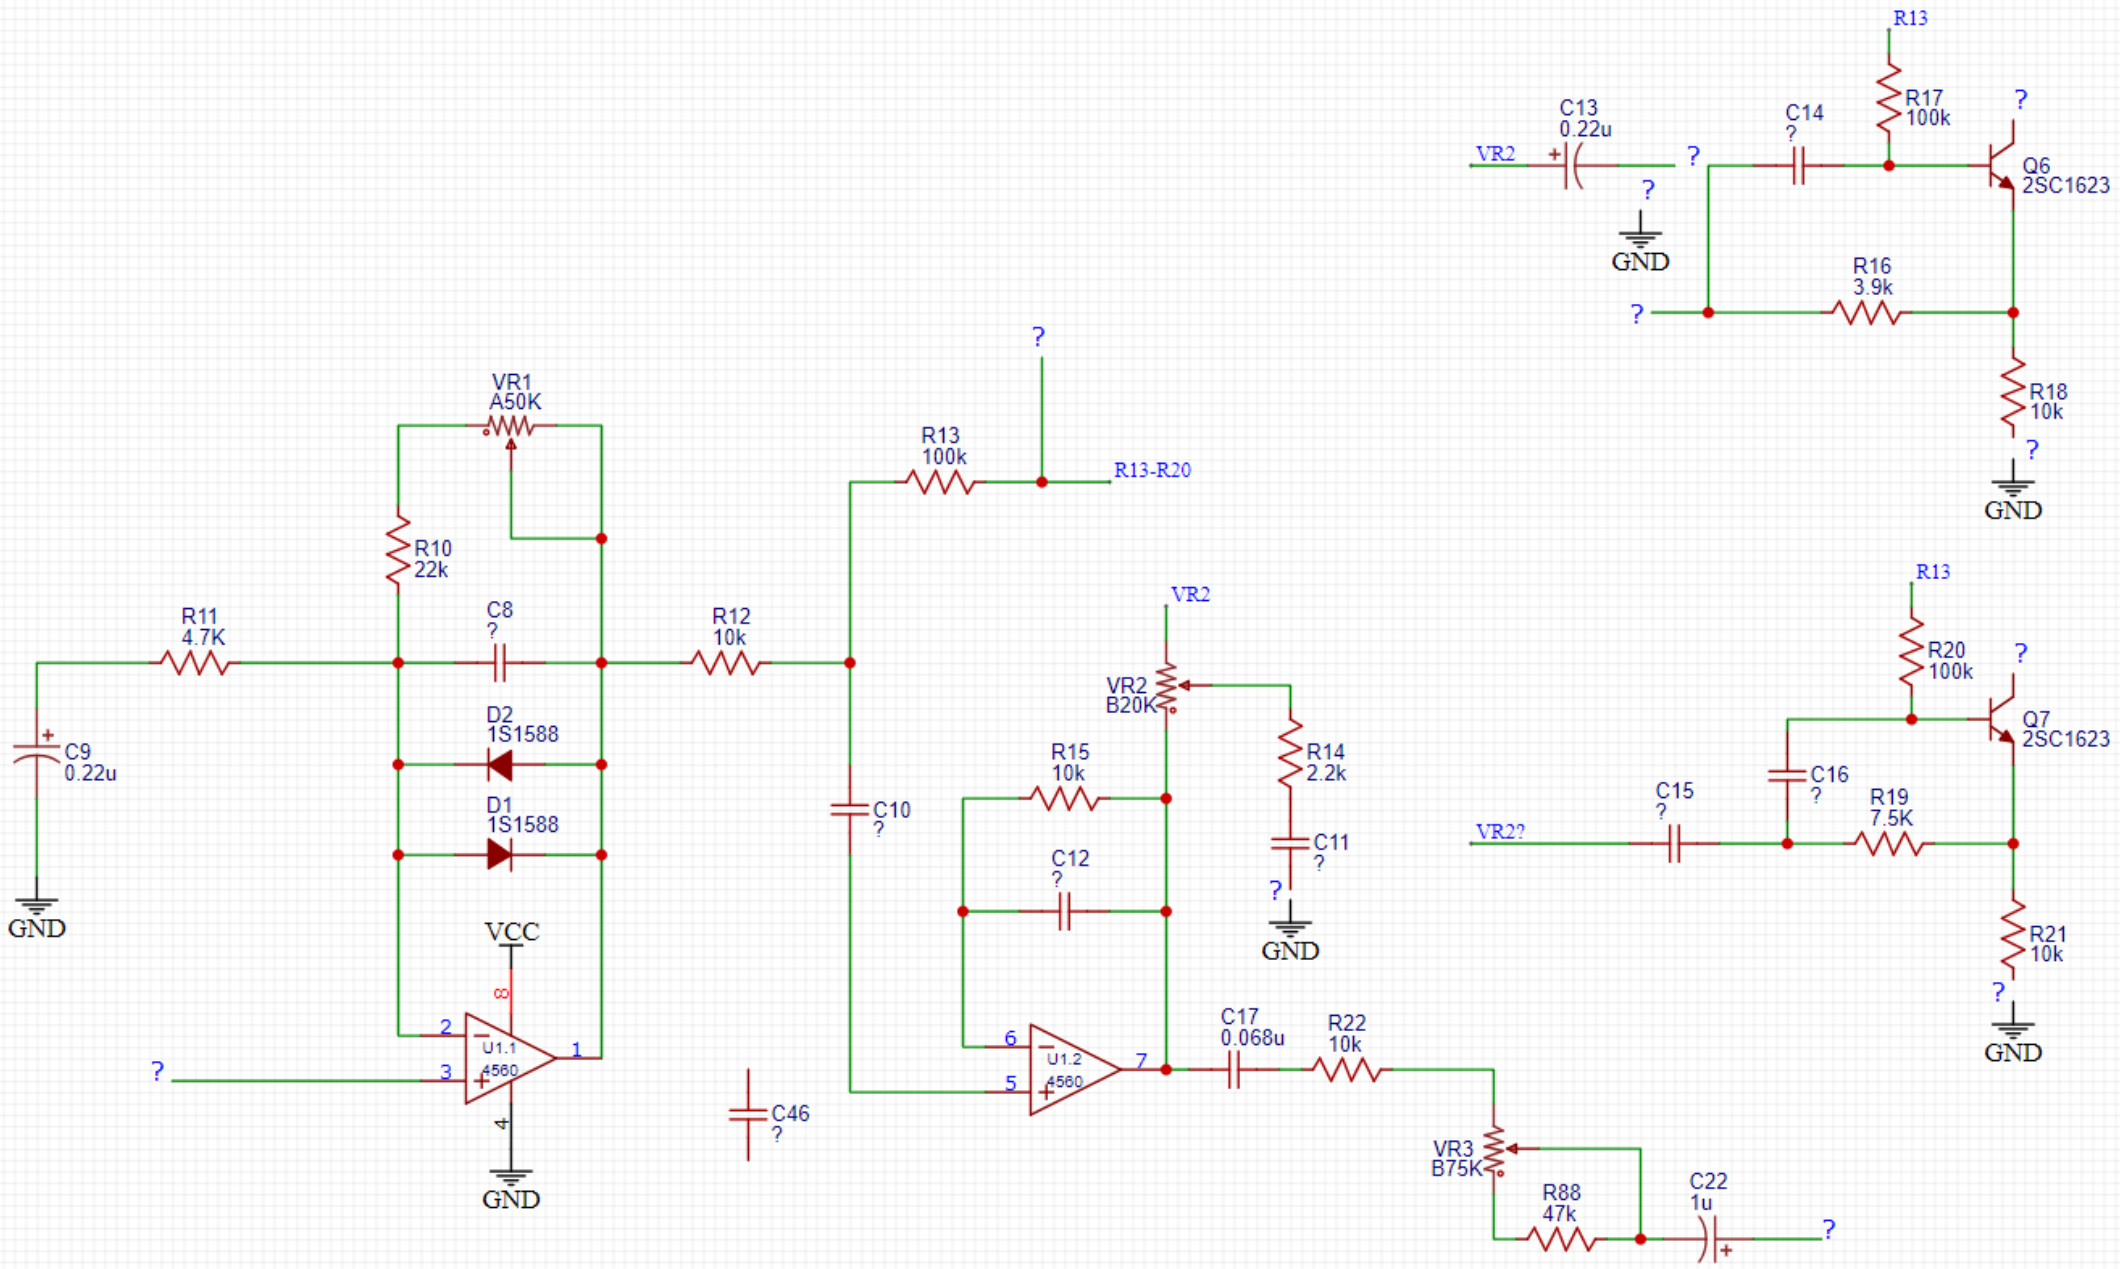 R13
R17
100k
?
C13
0.22u
C14
?
VR2
+
?
Q6
2SC1623
?
GND
R16
3.9k
?
R18
10k
?
GND
?
VR1
A50K
R13
100k
R13-R20
R10
22k
R11
4.7K
C8
?
R12
10k
VR2
VR2
B20K
R13
R20
100k
?
Q7
2SC1623
D2
1S1588
+
C9
0.22u
R15
10k
R14
2.2k
C16
?
D1
1S1588
C10
?
C15
?
R19
7.5K
VR2?
C12
?
C11
?
?
GND
GND
VCC
R21
10k
?
GND
8
2
−
U1.1
1
?
3
+
4560
4
GND
C46
?
6
−
U1.2
7
5
+
4560
C17
0.068u
R22
10k
VR3
B75K
R88
47k
C22
1u
+
?